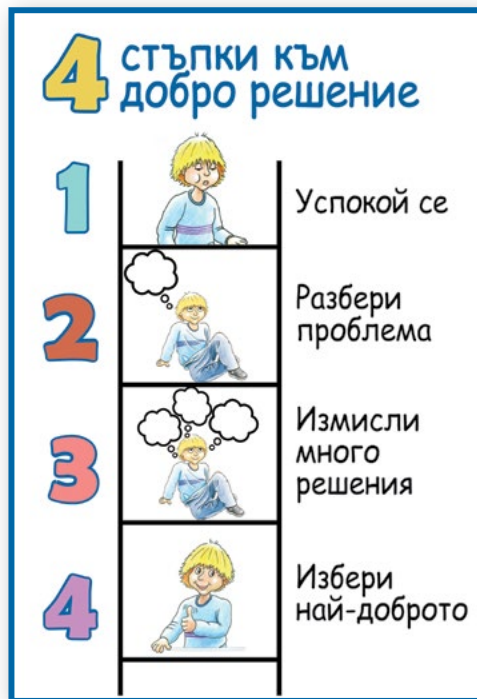 4 стъпки към
добро решение
1
Успокой се
2
Разбери
проблема
3
Измисли
много
решения
4
Избери
най-доброто